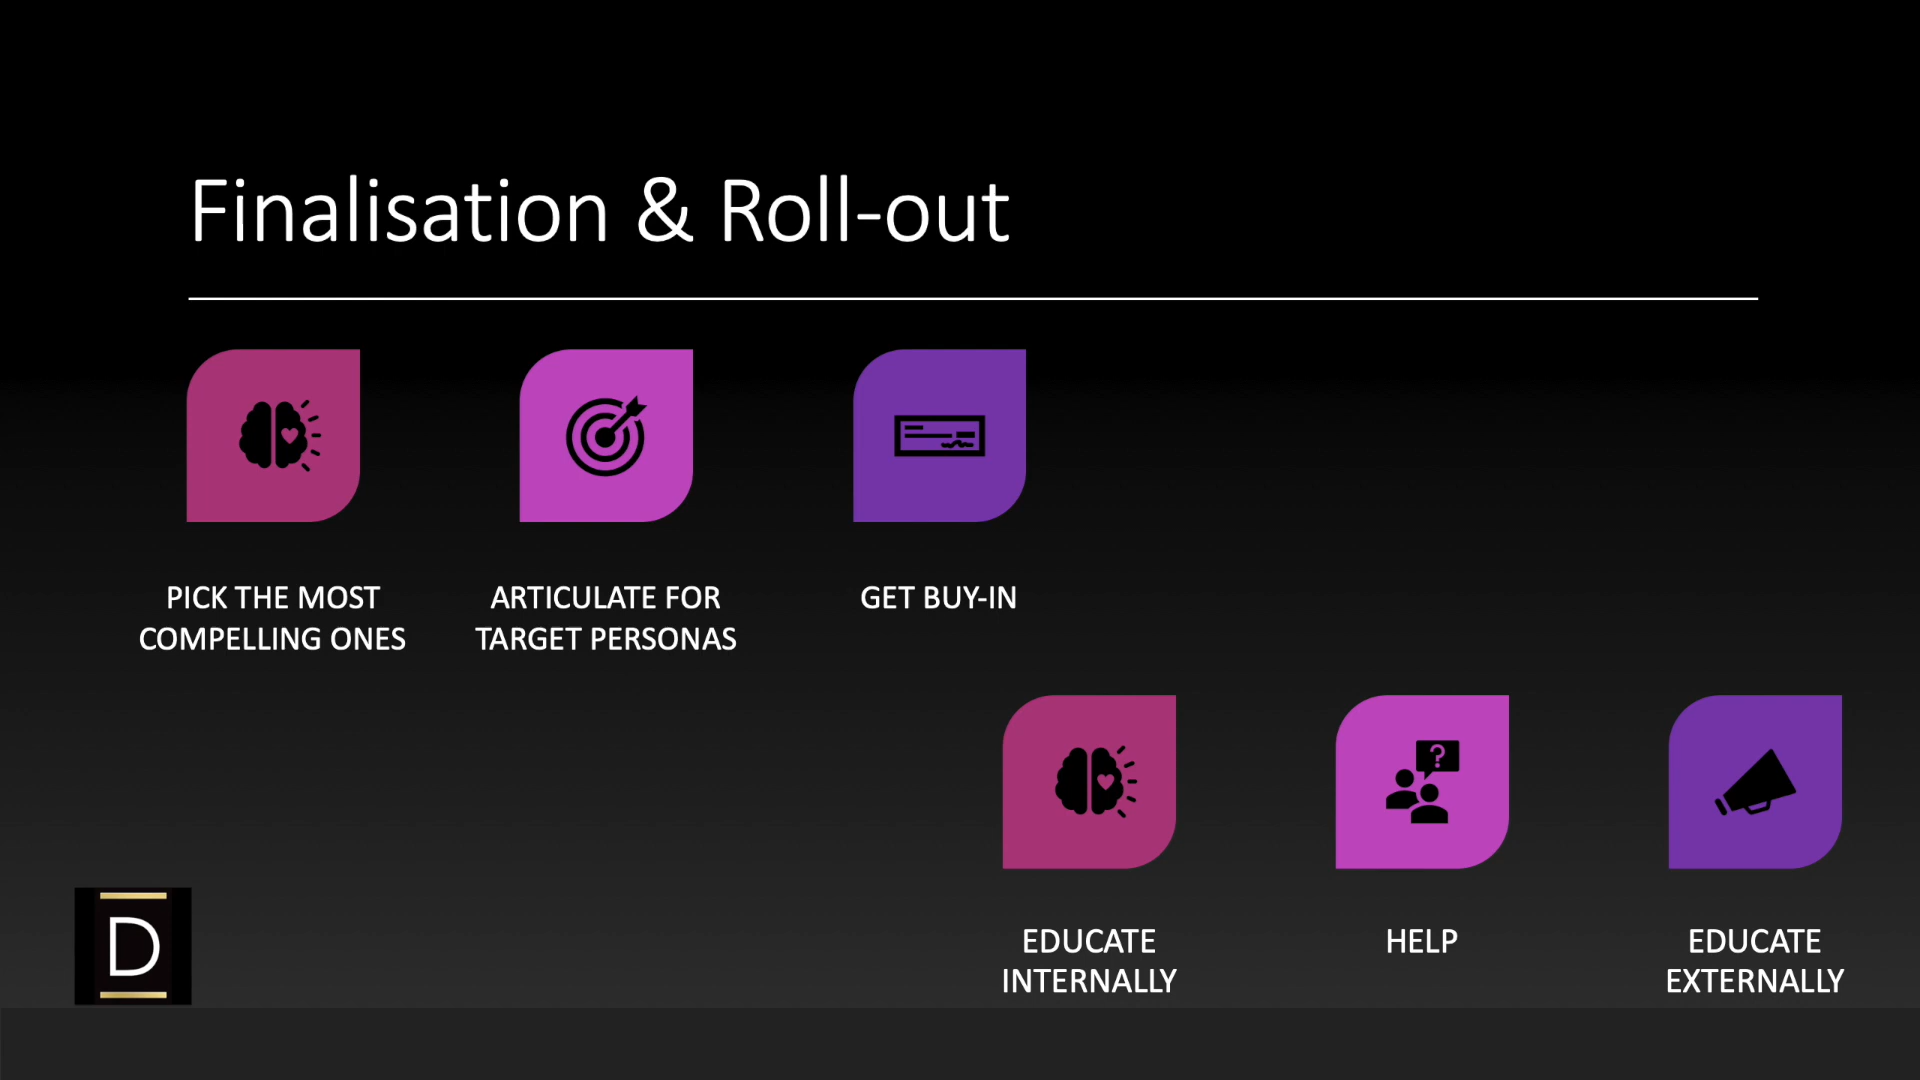 Finalisation & Roll-out
PICK THE MOST
COMPELLING ONES
ARTICULATE FOR
TARGET PERSONAS
GET BUY-IN
?
EDUCATE
INTERNALLY
HELP
EDUCATE
EXTERNALLY
D